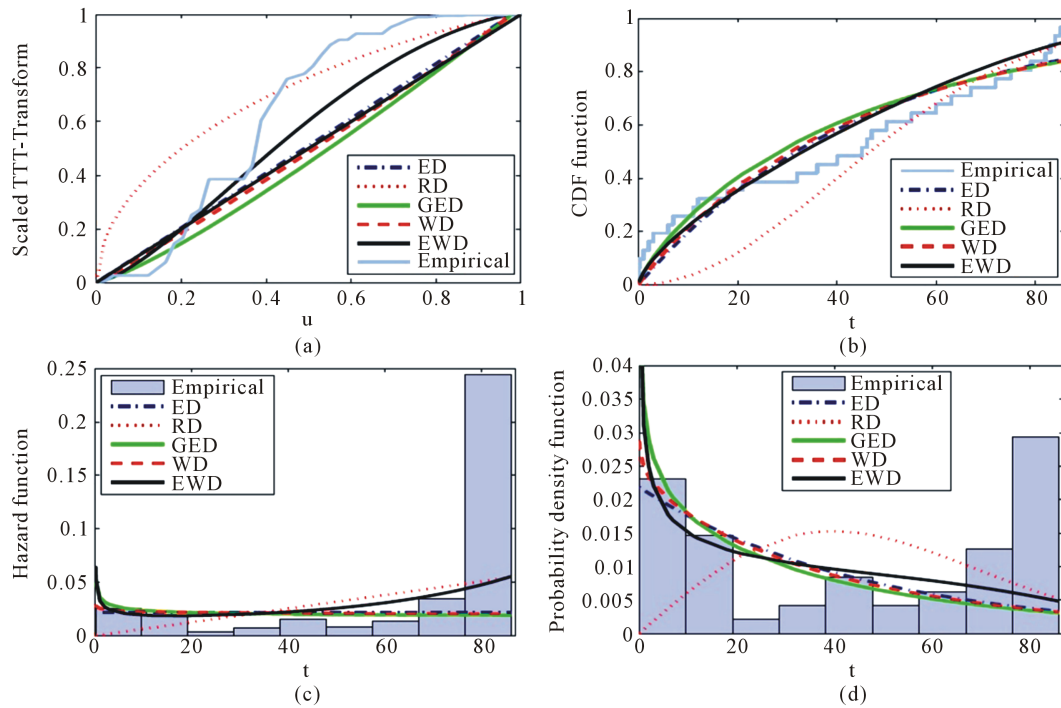 1
0.8
0.6
0.4
0.2
0
Scaled TTT-Transform
0 0.2 0.4 0.6 0.8 1
u
(a)
ED
RD
GED
WD
EWD
Empirical
1
0.8
0.6
0.4
0.2
0
CDF function
0 20 40 60 80
t
(b)
Empirical
ED
RD
GED
WD
EWD
0.25
0.2
0.15
0.1
0.05
0
Hazard function
0 20 40 60 80
t
(c)
Empirical
ED
RD
GED
WD
EWD
0.04
0.035
0.03
0.025
0.02
0.015
0.01
0.005
0
Probability density function
0 20 40 60 80
t
(d)
Empirical
ED
RD
GED
WD
EWD